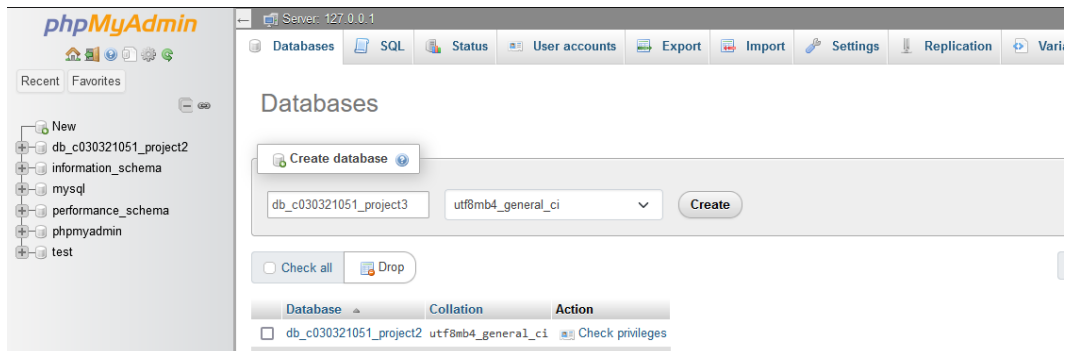 phpMyAdmin
Recent Favorites
New
db_c030321051_project2
information_schema
mysql
performance_schema
phpmyadmin
test
Server: 127.0.0.1
Databases SQL Status User accounts Export Import Settings Replication Vari
Databases
Create database
db_c030321051_project3 utf8mb4_general_ci Create
Check all Drop
Database Collation Action
db_c030321051_project2 utf8mb4_general_ci Check privileges